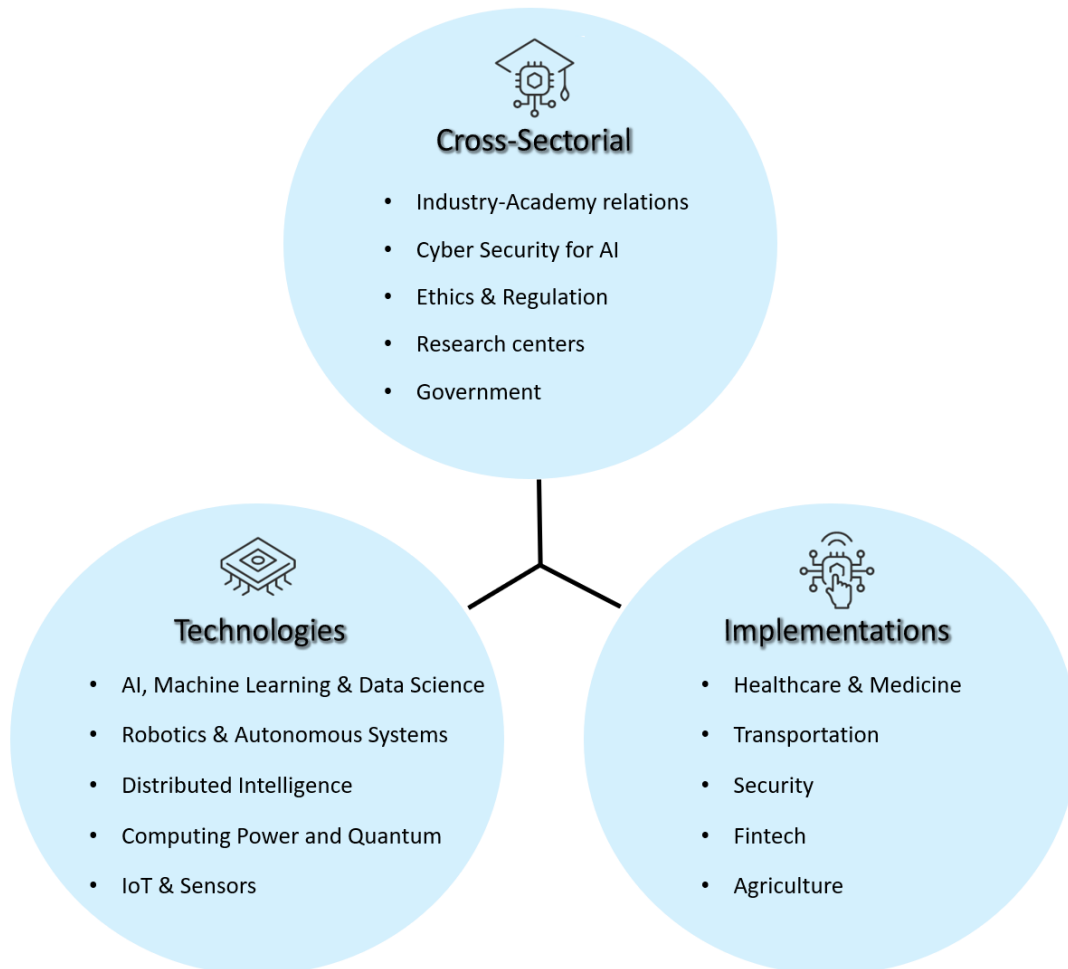 Cross-Sectorial
• Industry-Academy relations
• Cyber Security for AI
• Ethics & Regulation
• Research centers
• Government
Technologies
• AI, Machine Learning & Data Science
• Robotics & Autonomous Systems
• Distributed Intelligence
• Computing Power and Quantum
• IoT & Sensors
Implementations
• Healthcare & Medicine
• Transportation
• Security
• Fintech
• Agriculture